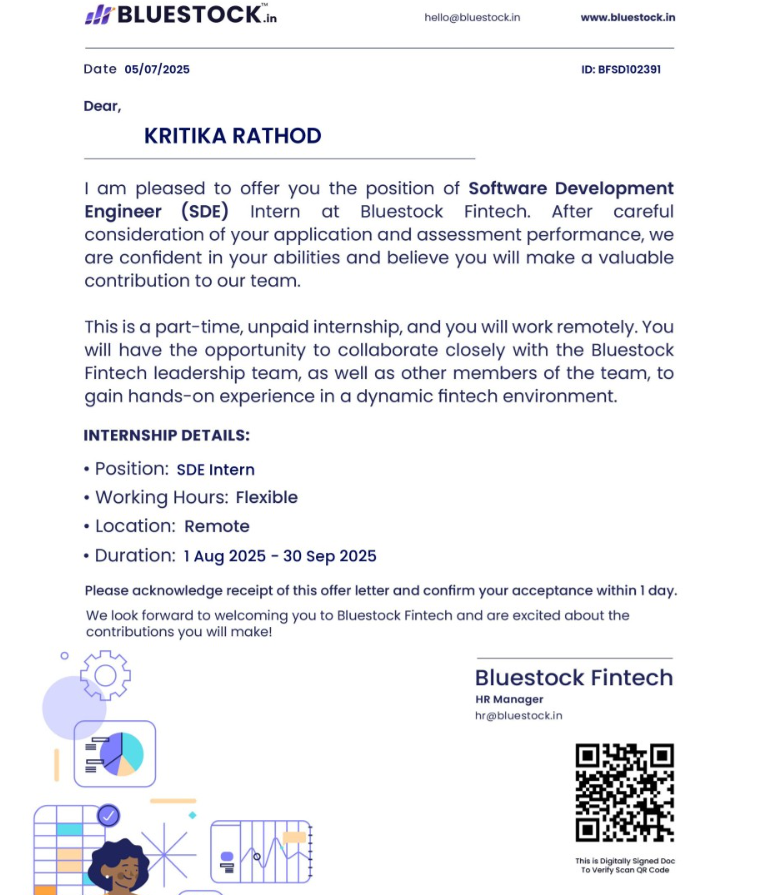 BLUESTOCK™.in
hello@bluestock.in
www.bluestock.in
Date 05/07/2025
ID: BFSD102391
Dear,
KRITIKA RATHOD
I am pleased to offer you the position of Software Development
Engineer (SDE) Intern at Bluestock Fintech. After careful
consideration of your application and assessment performance, we
are confident in your abilities and believe you will make a valuable
contribution to our team.
This is a part-time, unpaid internship, and you will work remotely. You
will have the opportunity to collaborate closely with the Bluestock
Fintech leadership team, as well as other members of the team, to
gain hands-on experience in a dynamic fintech environment.
INTERNSHIP DETAILS:
• Position: SDE Intern
• Working Hours: Flexible
• Location: Remote
• Duration: 1 Aug 2025 - 30 Sep 2025
Please acknowledge receipt of this offer letter and confirm your acceptance within 1 day.
We look forward to welcoming you to Bluestock Fintech and are excited about the
contributions you will make!
Bluestock Fintech
HR Manager
hr@bluestock.in
This is Digitally Signed Doc
To Verify Scan QR Code